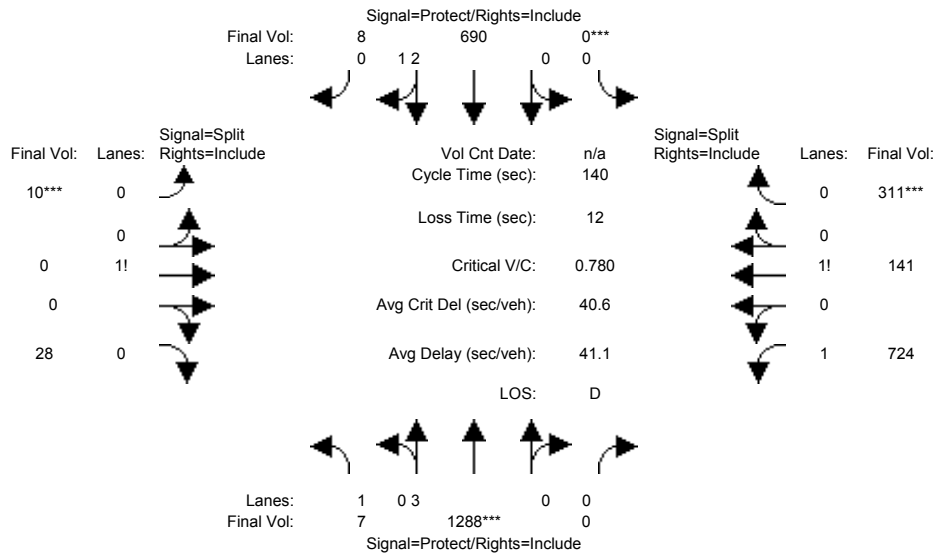 Signal=Protect/Rights=Include
Final Vol: 8 690 0***
Lanes: 0 1 2 0 0
Signal=Split
Final Vol: Lanes: Rights=Include
Vol Cnt Date: n/a
Signal=Split
Rights=Include Lanes: Final Vol:
Cycle Time (sec): 140
10*** 0
0 311***
Loss Time (sec): 12
0
0
0 1!
Critical V/C: 0.780
1! 141
0
Avg Crit Del (sec/veh): 40.6
0
28 0
Avg Delay (sec/veh): 41.1
1 724
LOS: D
Lanes: 1 0 3 0 0
Final Vol: 7 1288*** 0
Signal=Protect/Rights=Include